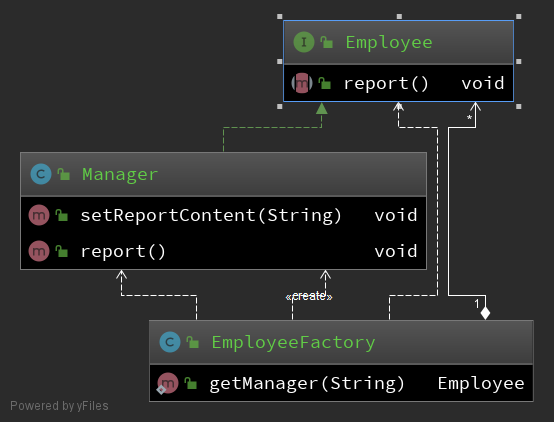 I Employee
m report() void
*
C Manager
m setReportContent(String) void
m report() void
«create»
1
C EmployeeFactory
m getManager(String) Employee
Powered by yFiles